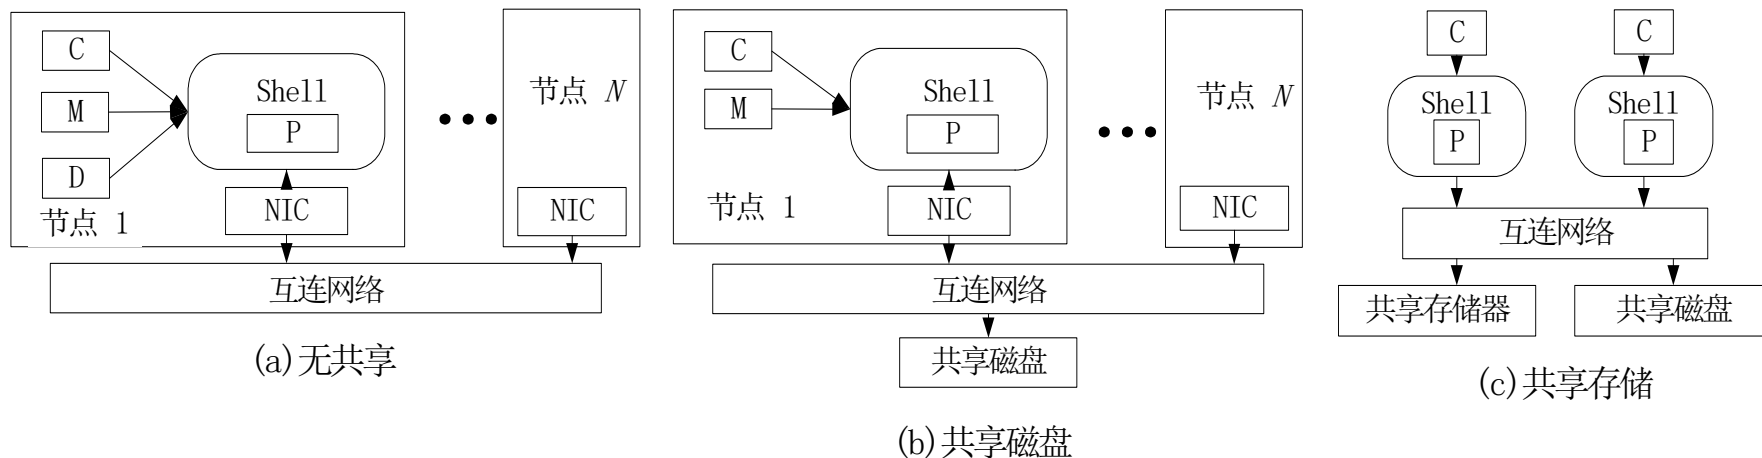 C
M
D
Shell
P
节点 1
NIC
节点 N
NIC
互连网络
(a)无共享
C
M
Shell
P
节点 1
NIC
节点 N
NIC
互连网络
共享磁盘
(b)共享磁盘
C
C
Shell
P
Shell
P
互连网络
共享存储器
共享磁盘
(c)共享存储